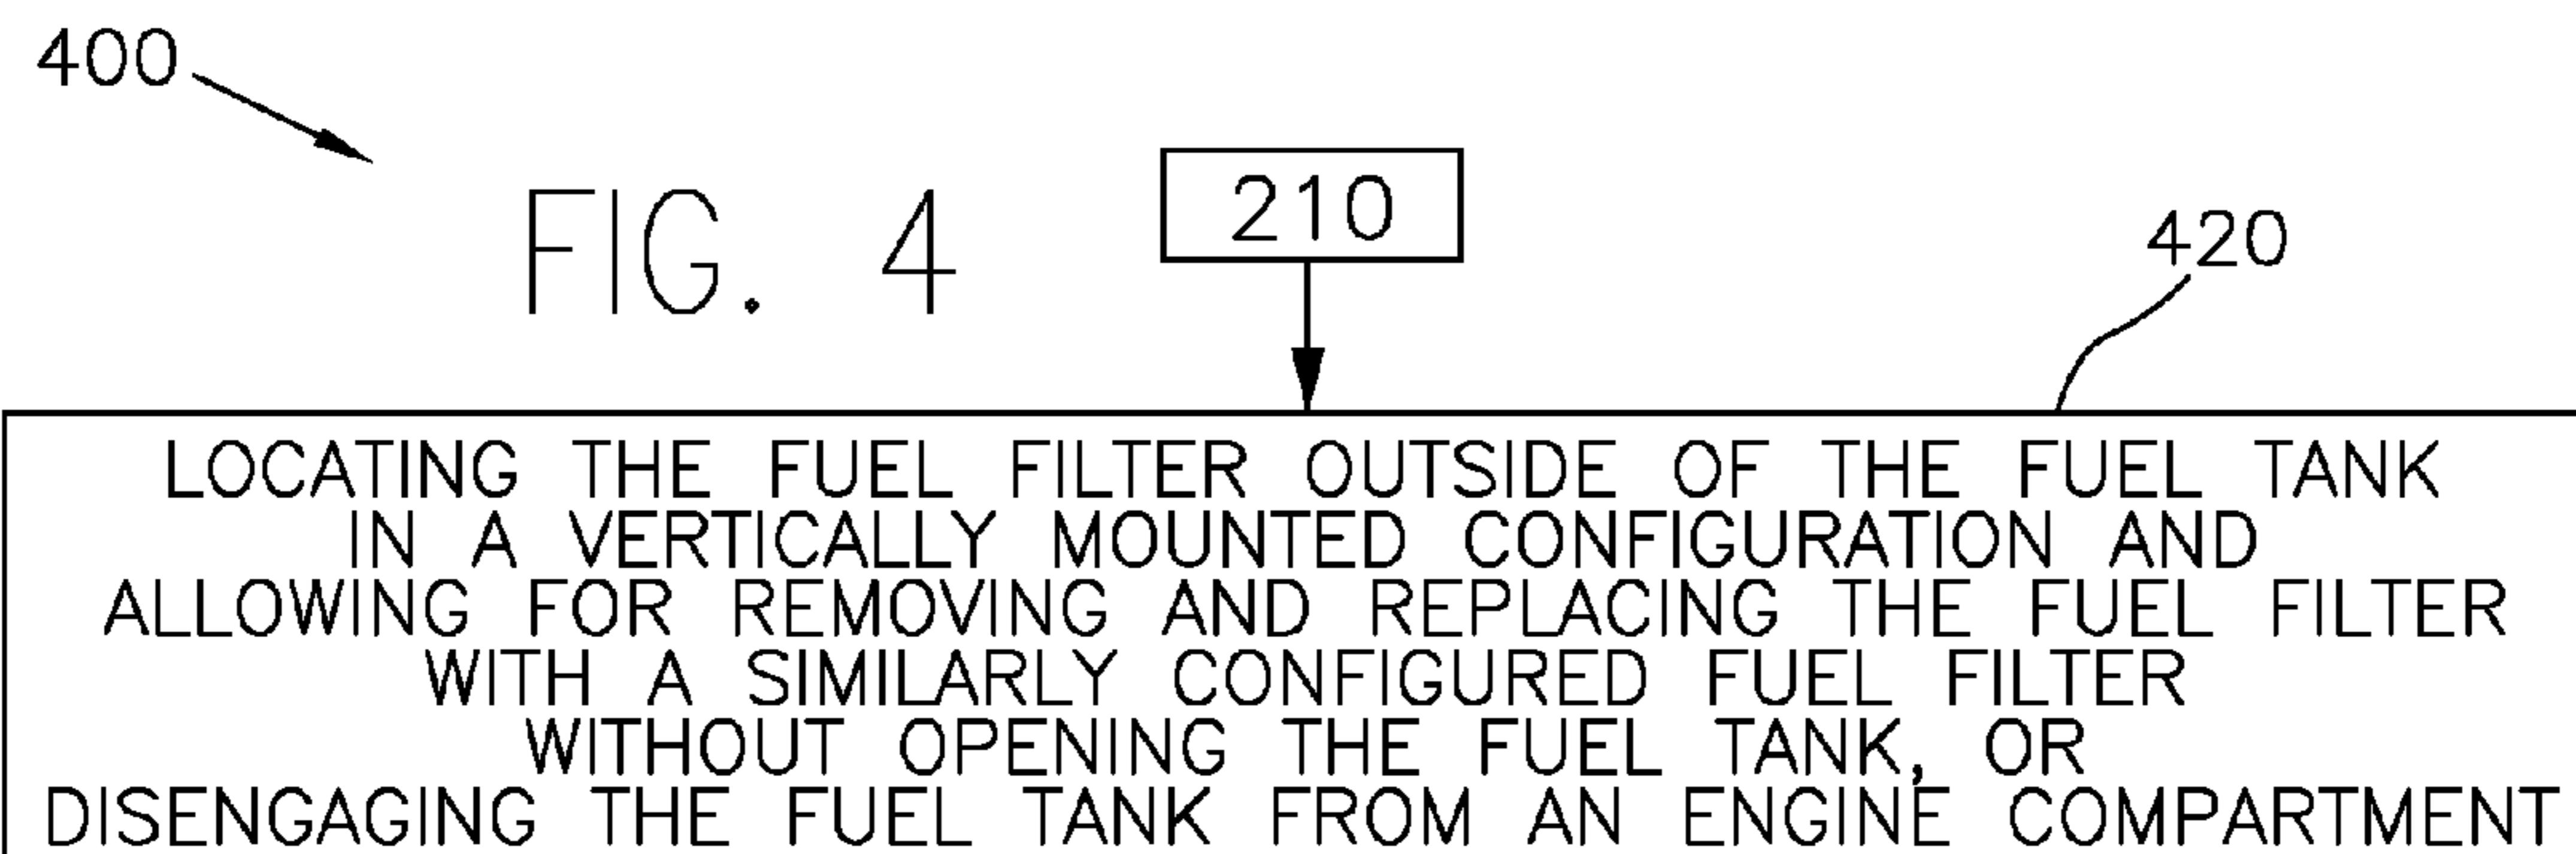 400
FIG. 4
210
420
LOCATING THE FUEL FILTER OUTSIDE OF THE FUEL TANK
IN A VERTICALLY MOUNTED CONFIGURATION AND
ALLOWING FOR REMOVING AND REPLACING THE FUEL FILTER
WITH A SIMILARLY CONFIGURED FUEL FILTER
WITHOUT OPENING THE FUEL TANK, OR
DISENGAGING THE FUEL TANK FROM AN ENGINE COMPARTMENT